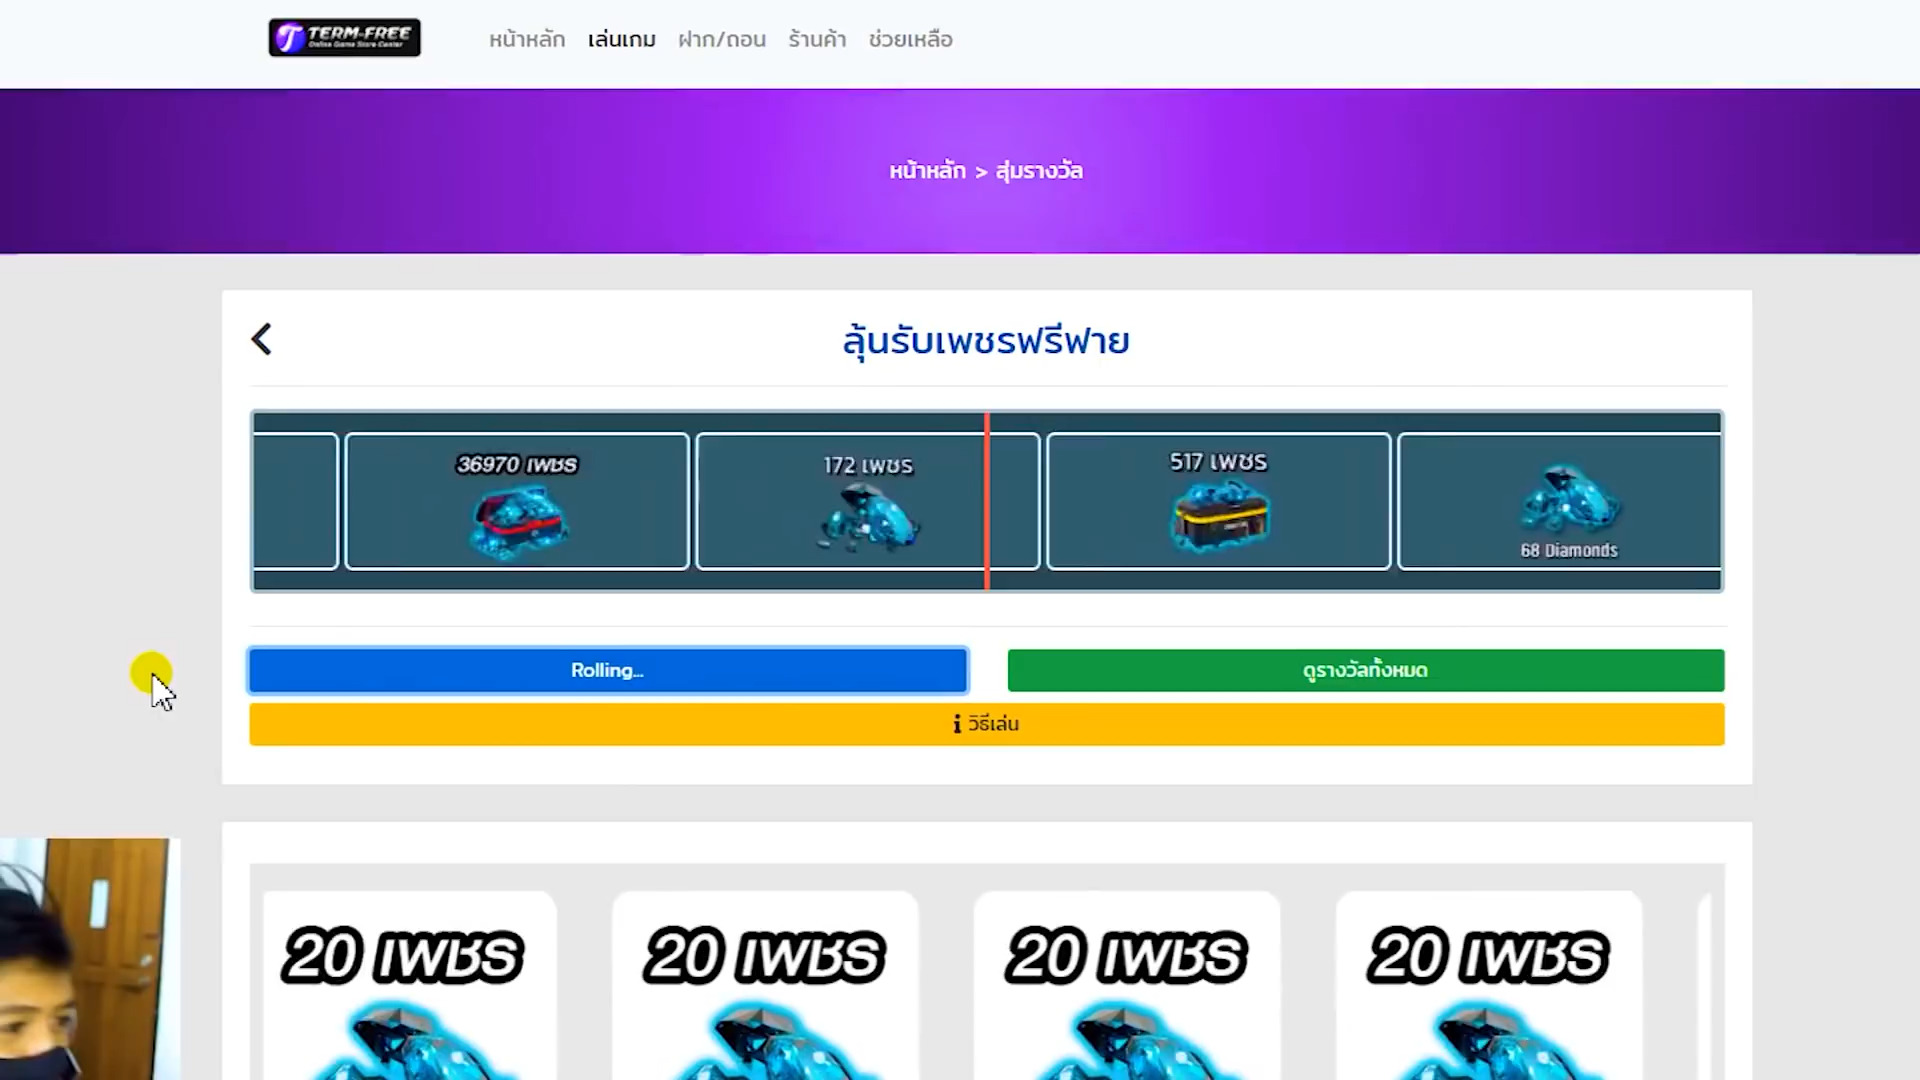 TERM-FREE
Online Game Store Center
หน้าหลัก เล่นเกม ฝาก/ถอน ร้านค้า ช่วยเหลือ
หน้าหลัก > สุ่มรางวัล
ลุ้นรับเพชรฟรีฟาย
36970 เพชร
172 เพชร
517 เพชร
68 Diamonds
Rolling...
ดูรางวัลทั้งหมด
วิธีเล่น
20 เพชร
20 เพชร
20 เพชร
20 เพชร